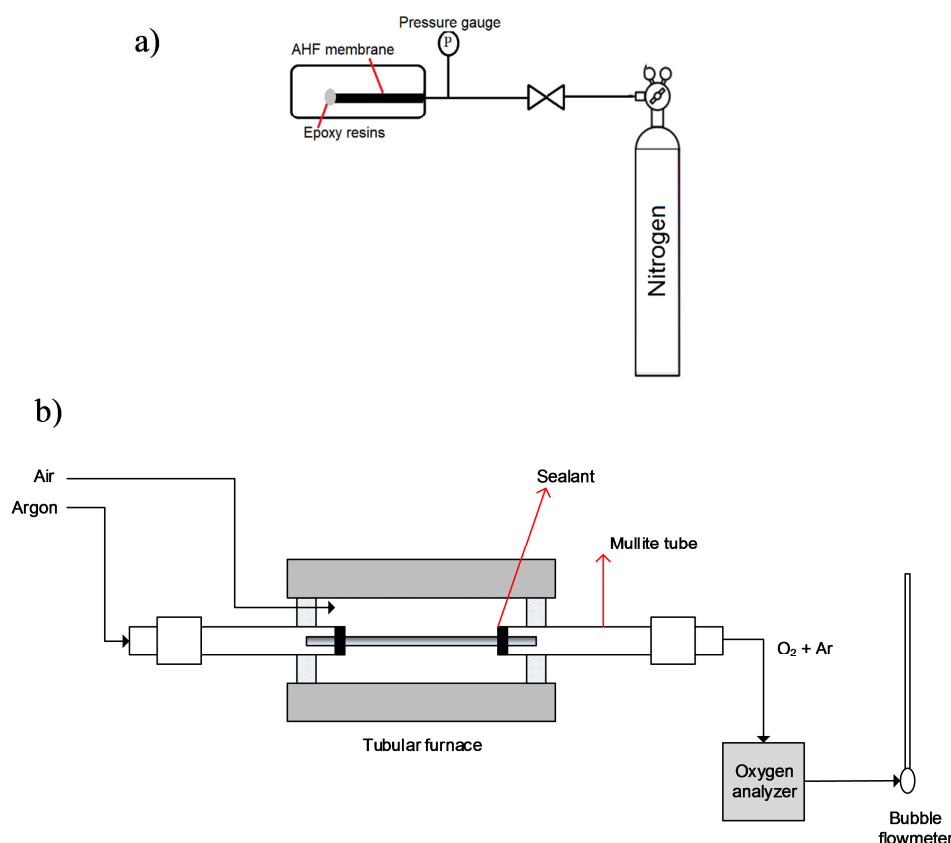 a)
Pressure gauge
P
AHF membrane
Epoxy resins
Nitrogen
b)
Air
Argon
Sealant
Mullite tube
O₂ + Ar
Tubular furnace
Oxygen
analyzer
Bubble
flowmeter